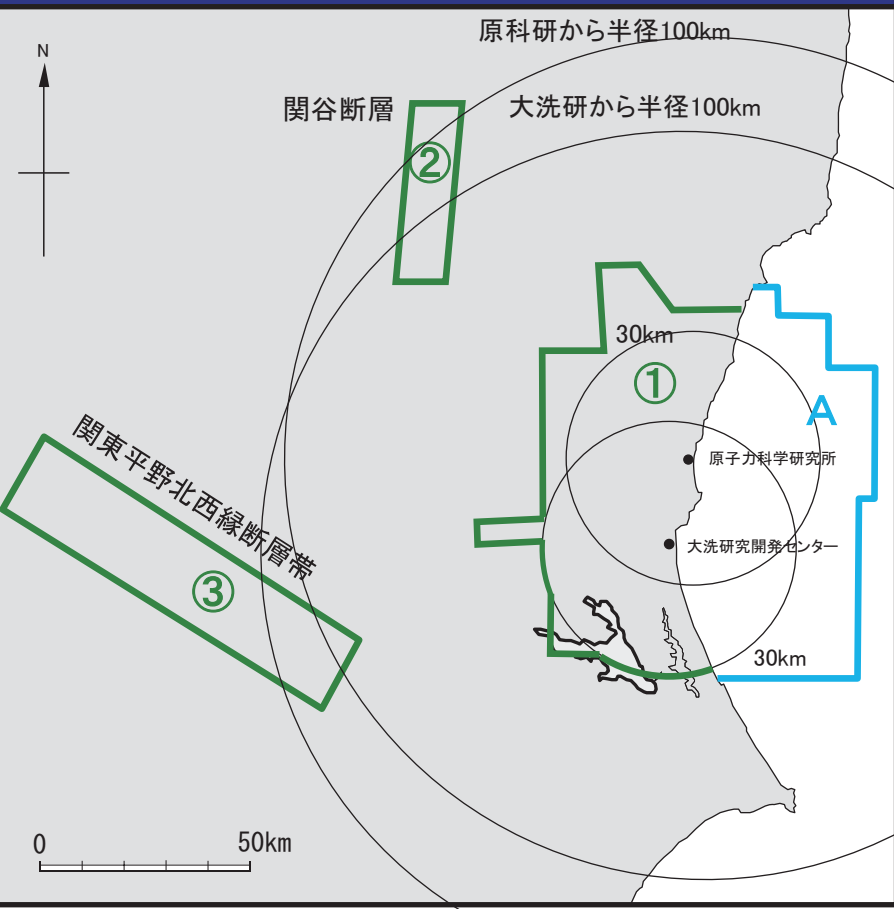 原科研から半径100km
N
関谷断層
大洗研から半径100km
②
30km
①
A
関東平野北西縁断層帯
原子力科学研究所
大洗研究開発センター
③
30km
0 50km